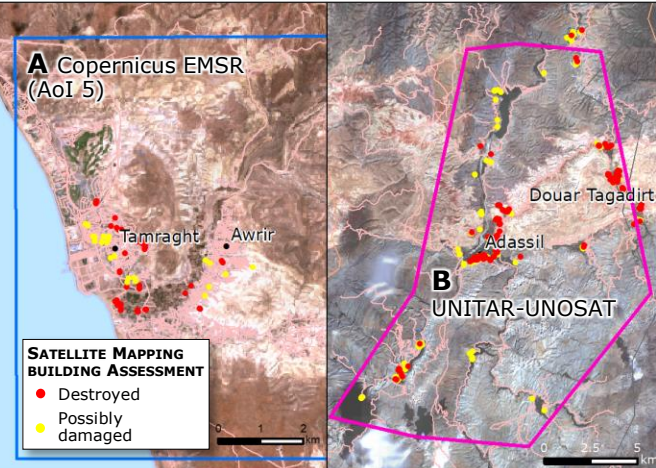 A Copernicus EMSR
(AoI 5)
Tamraght
Awrir
SATELLITE MAPPING
BUILDING ASSESSMENT
Destroyed
Possibly
damaged
0 1 2
km
Douar Tagadirt
Adassil
B
UNITAR-UNOSAT
0 2.5 5
km